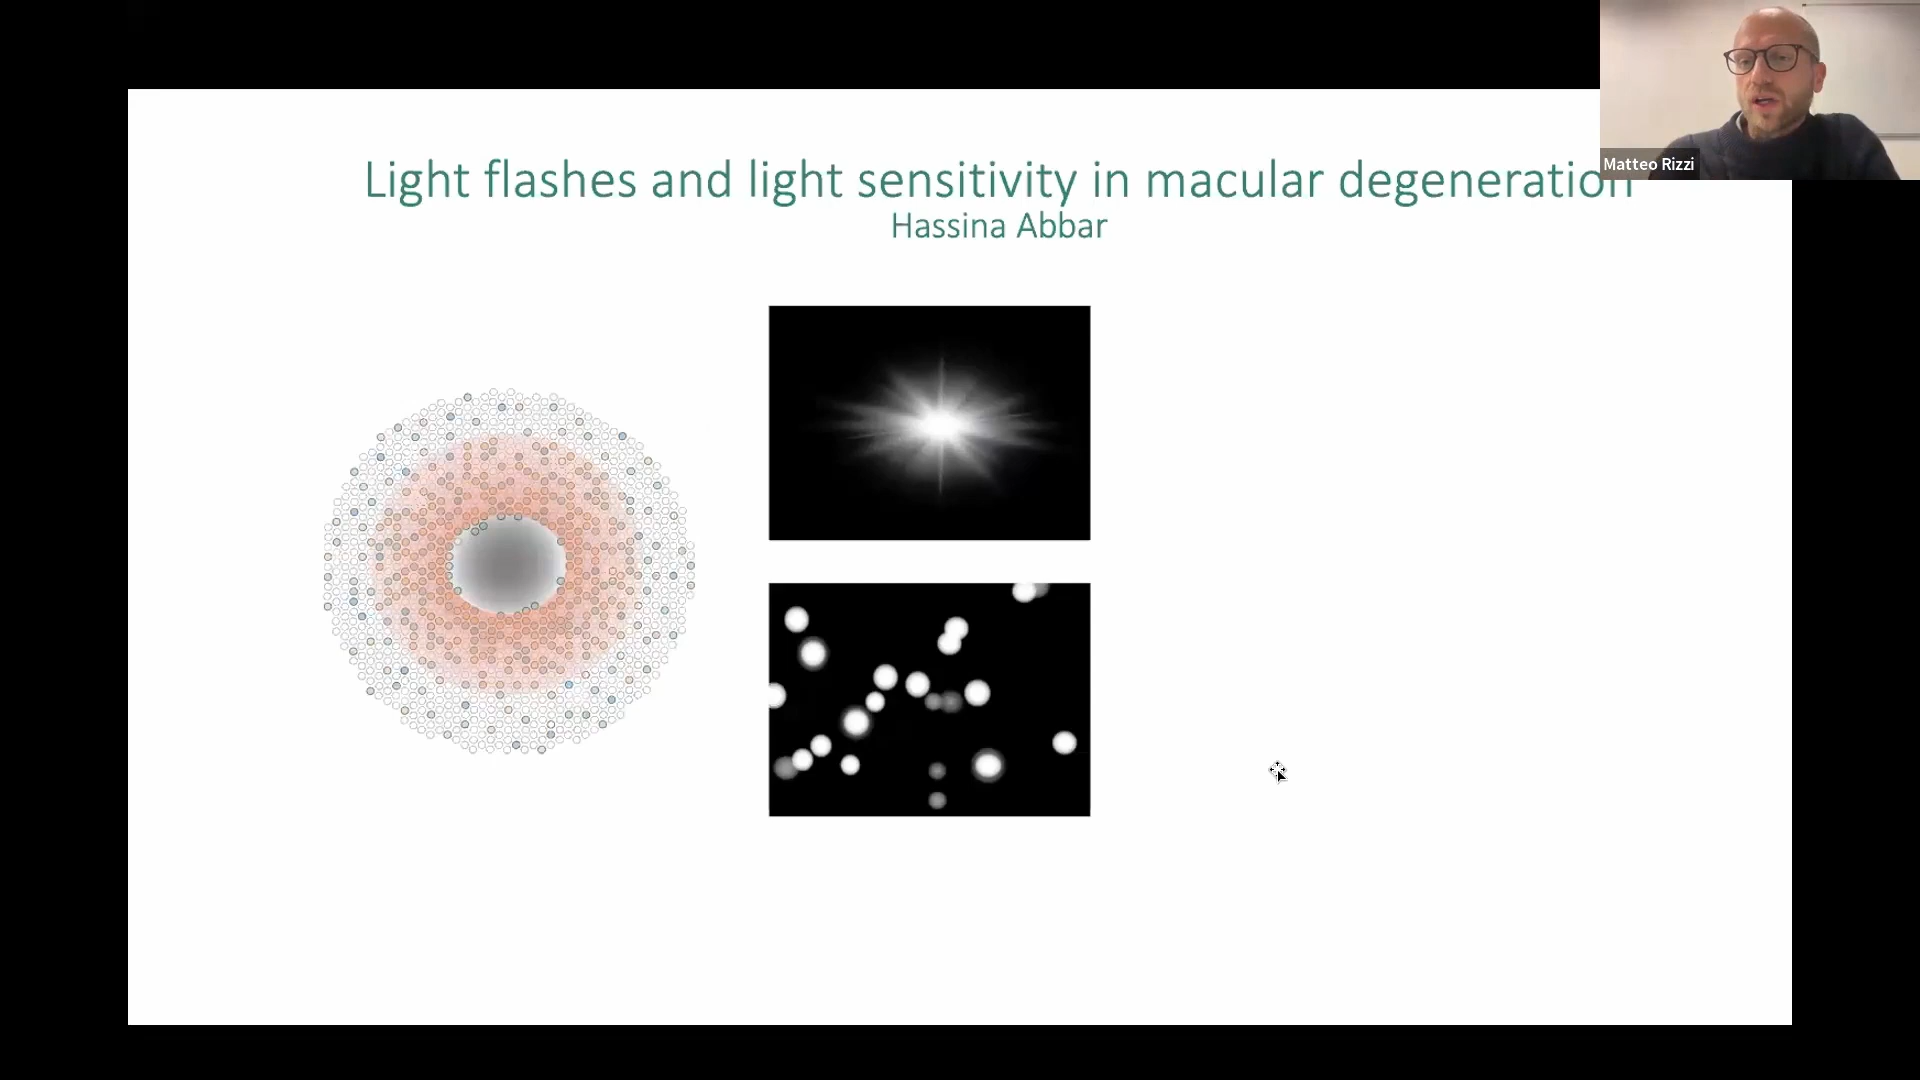 Light flashes and light sensitivity in macular degeneration
Hassina Abbar
Matteo Rizzi